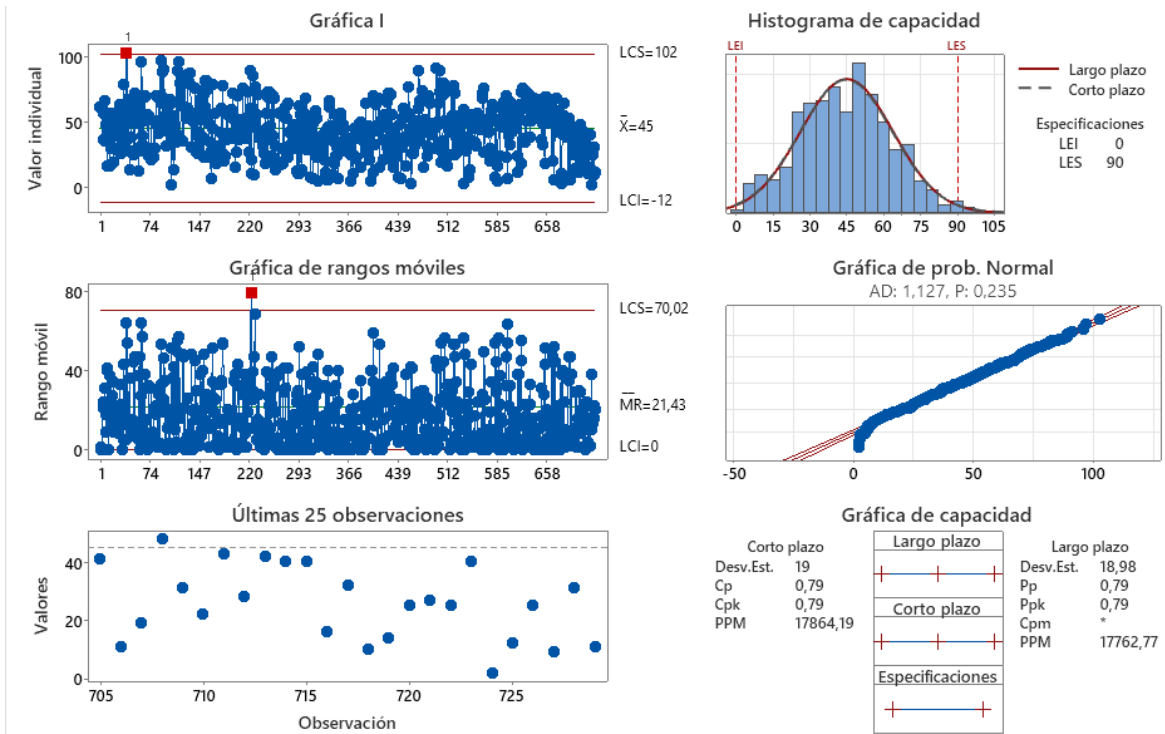 Gráfica I
Valor individual
100
50
0
1
LCS=102
X=45
LCI=-12
1 74 147 220 293 366 439 512 585 658
Histograma de capacidad
LEI LES
0 15 30 45 60 75 90 105
Largo plazo
Corto plazo
Especificaciones
LEI 0
LES 90
Gráfica de rangos móviles
Rango móvil
80
40
0
LCS=70,02
MR=21,43
LCI=0
1 74 147 220 293 366 439 512 585 658
Gráfica de prob. Normal
AD: 1,127, P: 0,235
-50 0 50 100
Últimas 25 observaciones
Valores
40
20
0
705 710 715 720 725
Observación
Gráfica de capacidad
Corto plazo
Desv.Est. 19
Cp 0,79
Cpk 0,79
PPM 17864,19
Largo plazo
Corto plazo
Especificaciones
Largo plazo
Desv.Est. 18,98
Pp 0,79
Ppk 0,79
Cpm *
PPM 17762,77